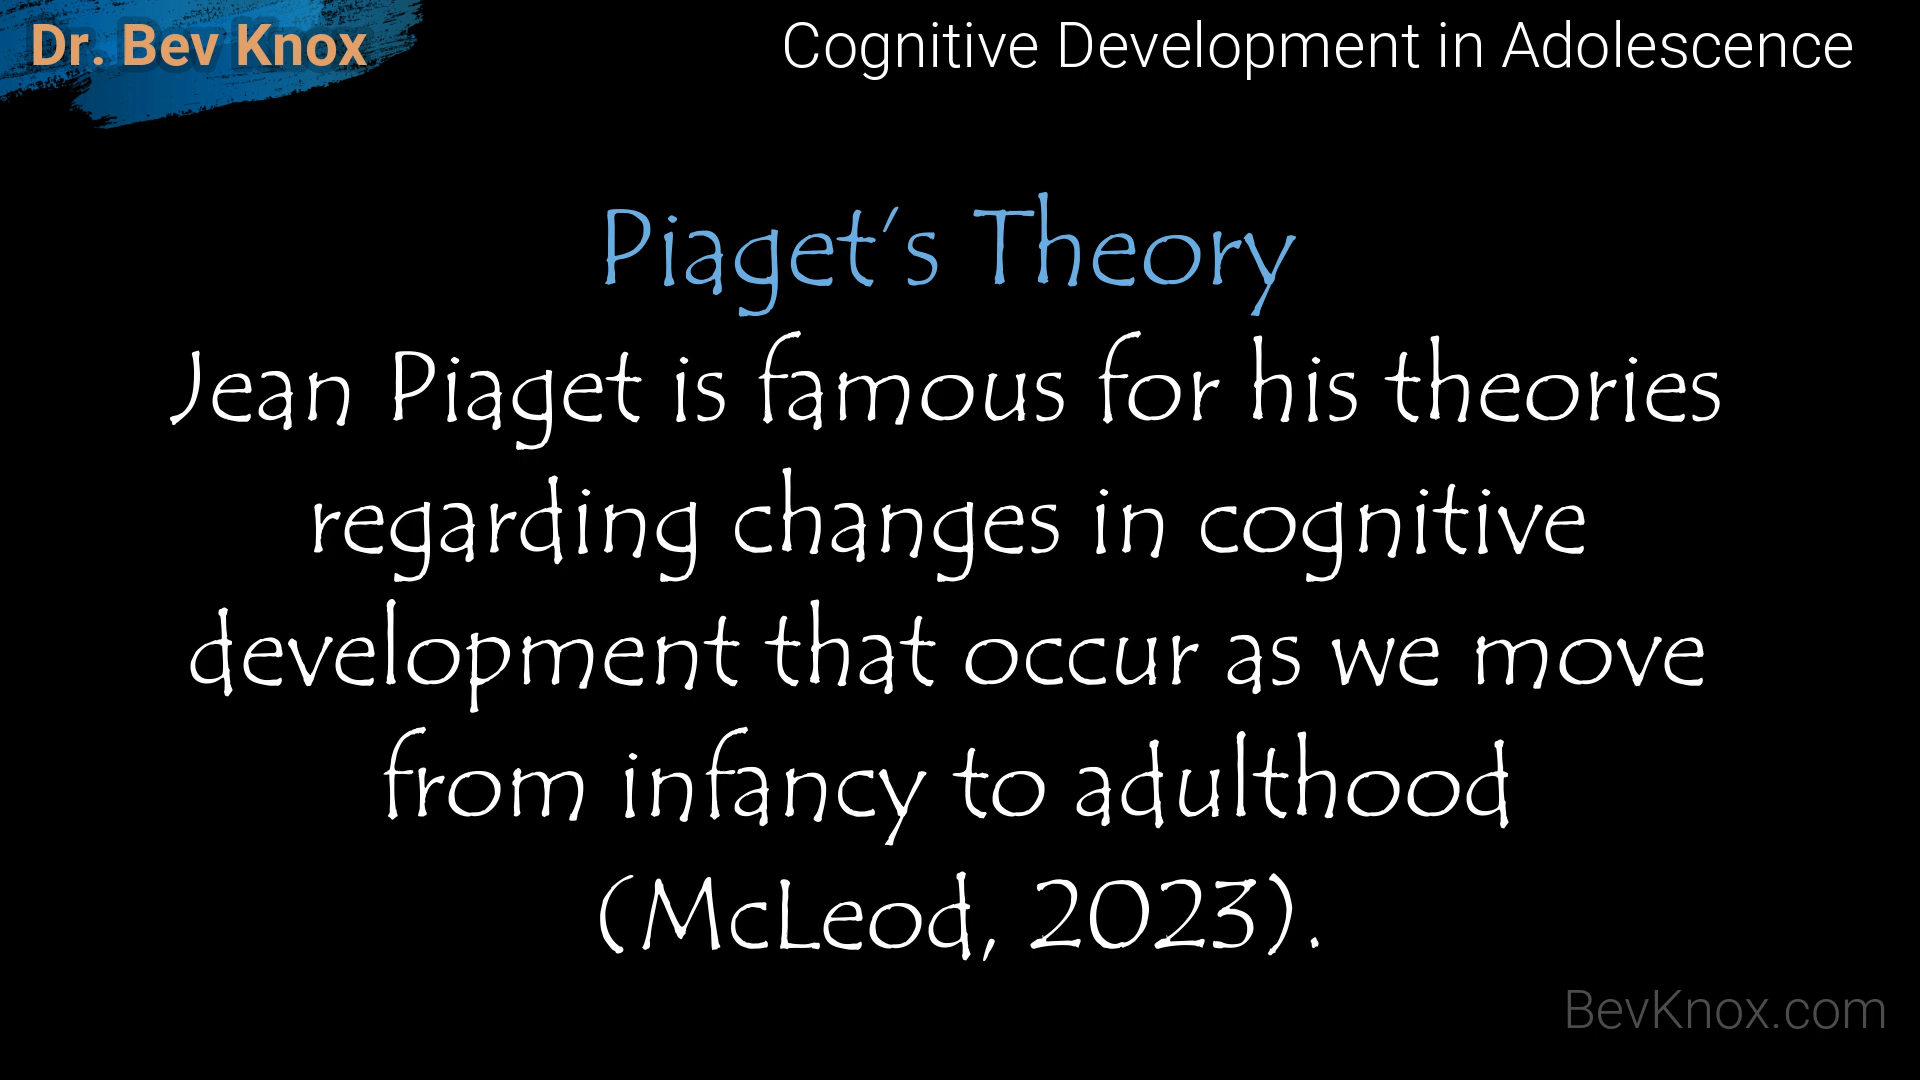 Dr. Bev Knox
Cognitive Development in Adolescence
Piaget’s Theory
Jean Piaget is famous for his theories
regarding changes in cognitive
development that occur as we move
from infancy to adulthood
(McLeod, 2023).
BevKnox.com